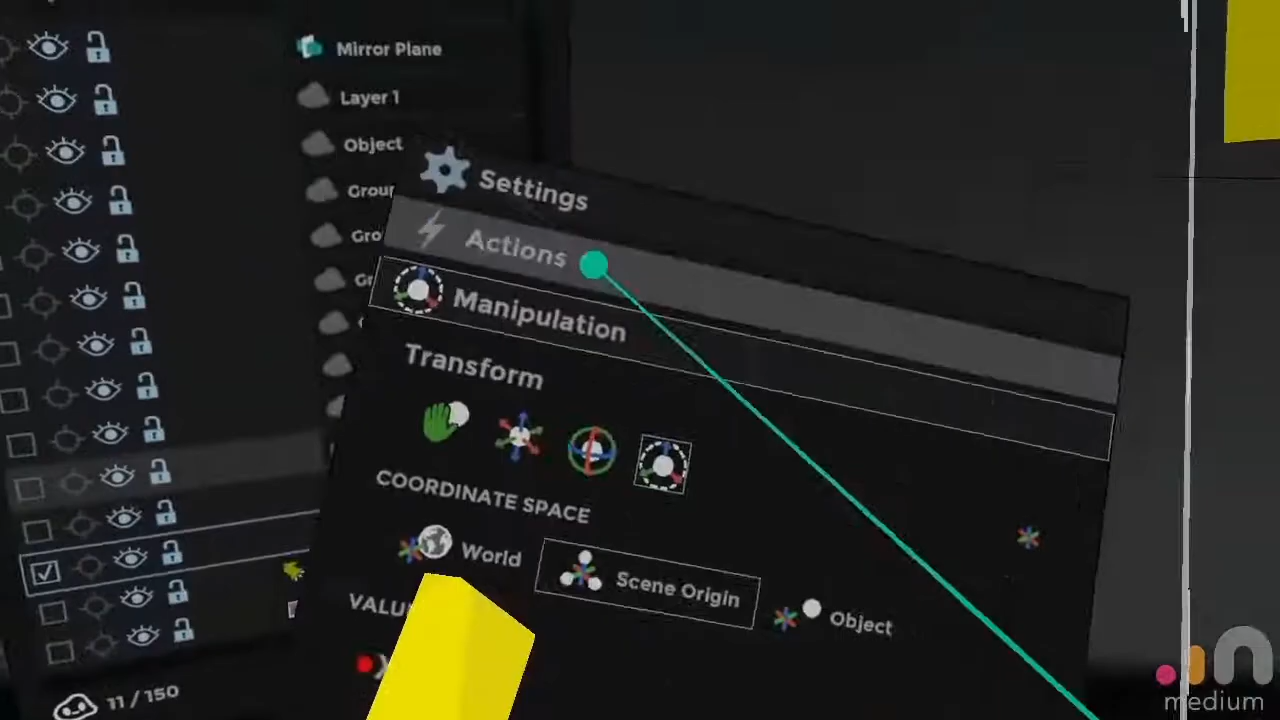 Mirror Plane
Layer 1
Object
Settings
Actions
Manipulation
Transform
COORDINATE SPACE
World
Scene Origin
Object
11 / 150
medium